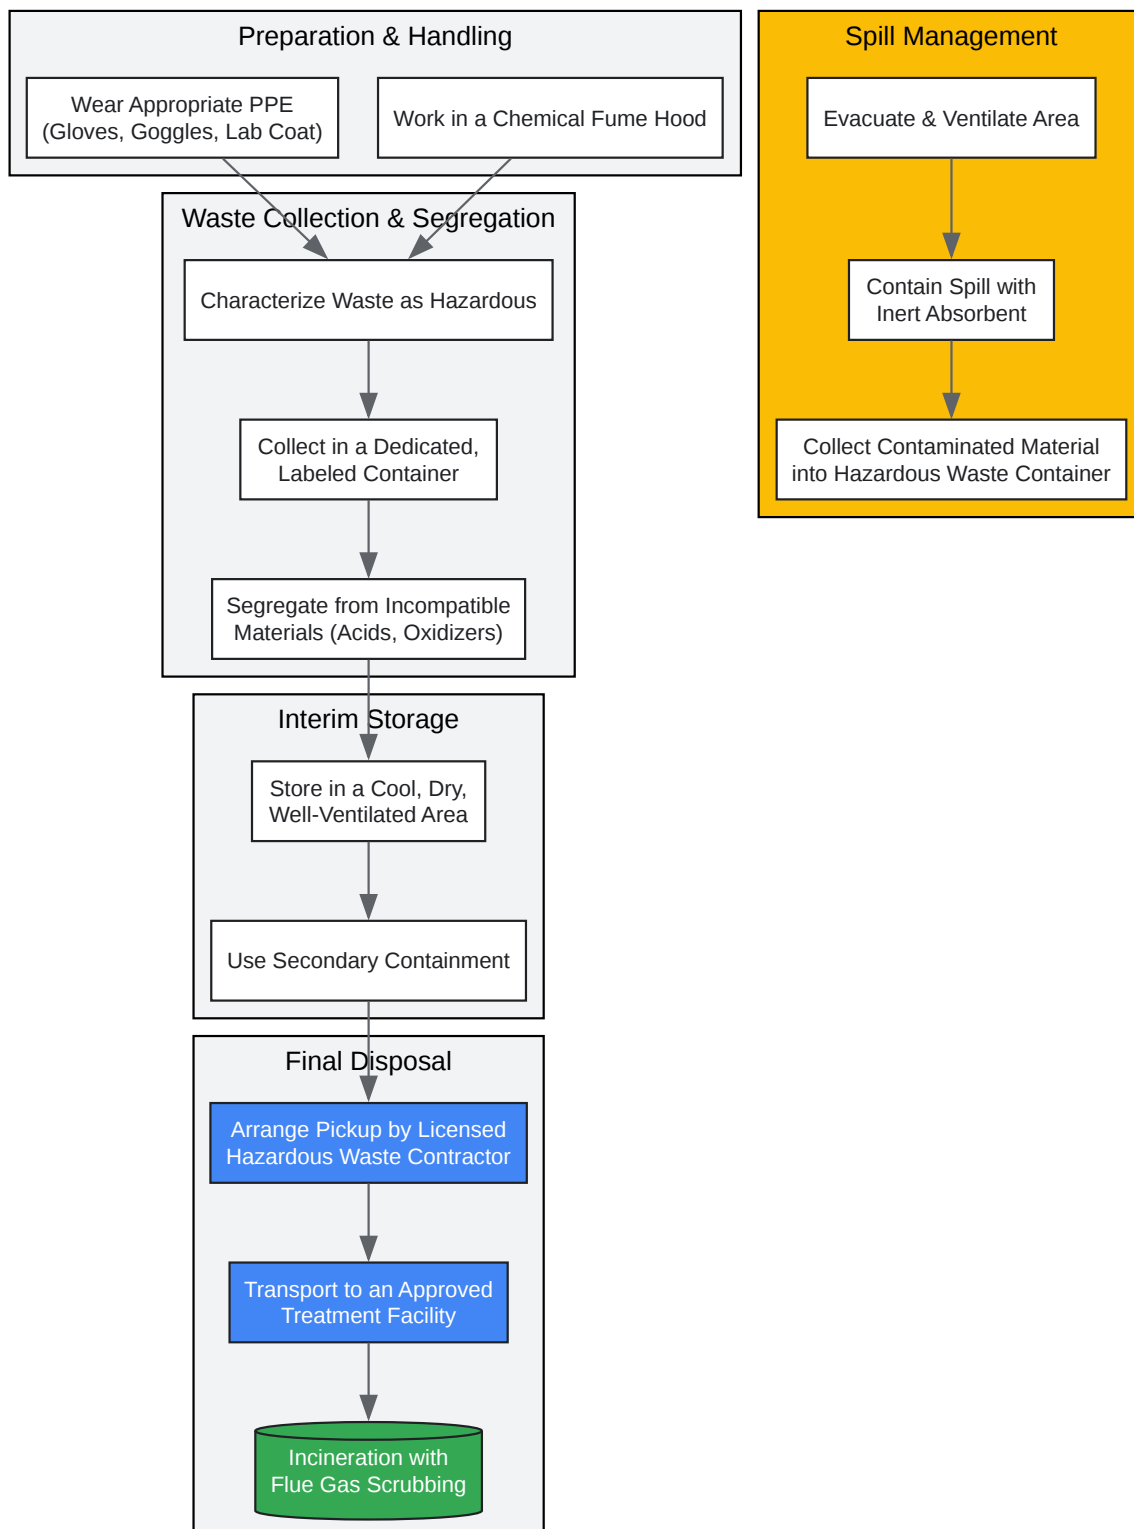 Preparation & Handling
Wear Appropriate PPE
(Gloves, Goggles, Lab Coat)
Work in a Chemical Fume Hood
Waste Collection & Segregation
Characterize Waste as Hazardous
Collect in a Dedicated,
Labeled Container
Segregate from Incompatible
Materials (Acids, Oxidizers)
Interim Storage
Store in a Cool, Dry,
Well-Ventilated Area
Use Secondary Containment
Final Disposal
Arrange Pickup by Licensed
Hazardous Waste Contractor
Transport to an Approved
Treatment Facility
Incineration with
Flue Gas Scrubbing
Spill Management
Evacuate & Ventilate Area
Contain Spill with
Inert Absorbent
Collect Contaminated Material
into Hazardous Waste Container